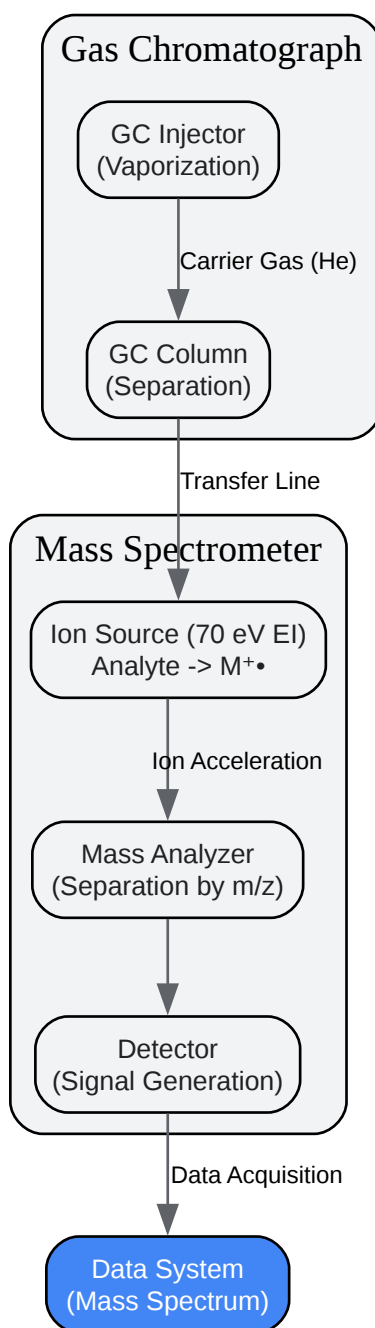 Gas Chromatograph
GC Injector
(Vaporization)
Carrier Gas (He)
GC Column
(Separation)
Transfer Line
Mass Spectrometer
Ion Source (70 eV EI)
Analyte -> M⁺•
Ion Acceleration
Mass Analyzer
(Separation by m/z)
Detector
(Signal Generation)
Data Acquisition
Data System
(Mass Spectrum)